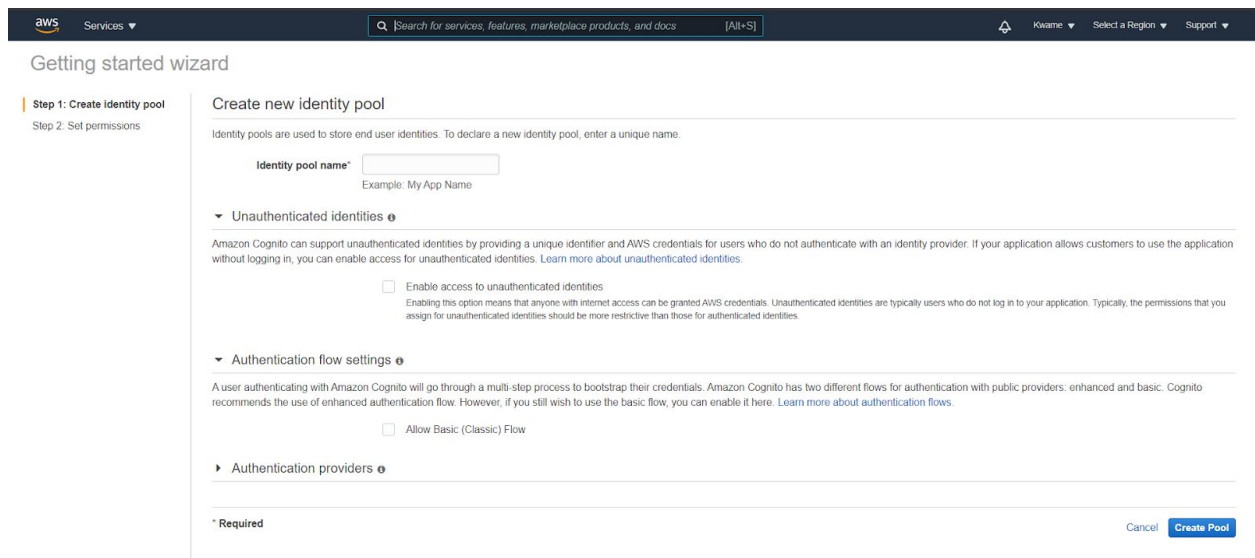 aws Services Search for services, features, marketplace products, and docs [Alt+S] Kwame Select a Region Support
Getting started wizard
Step 1: Create identity pool
Step 2: Set permissions
Create new identity pool
Identity pools are used to store end user identities. To declare a new identity pool, enter a unique name.
Identity pool name*
Example: My App Name
Unauthenticated identities
Amazon Cognito can support unauthenticated identities by providing a unique identifier and AWS credentials for users who do not authenticate with an identity provider. If your application allows customers to use the application
without logging in, you can enable access for unauthenticated identities. Learn more about unauthenticated identities.
Enable access to unauthenticated identities
Enabling this option means that anyone with internet access can be granted AWS credentials. Unauthenticated identities are typically users who do not log in to your application. Typically, the permissions that you
assign for unauthenticated identities should be more restrictive than those for authenticated identities.
Authentication flow settings
A user authenticating with Amazon Cognito will go through a multi-step process to bootstrap their credentials. Amazon Cognito has two different flows for authentication with public providers: enhanced and basic. Cognito
recommends the use of enhanced authentication flow. However, if you still wish to use the basic flow, you can enable it here. Learn more about authentication flows.
Allow Basic (Classic) Flow
Authentication providers
* Required
Cancel Create Pool